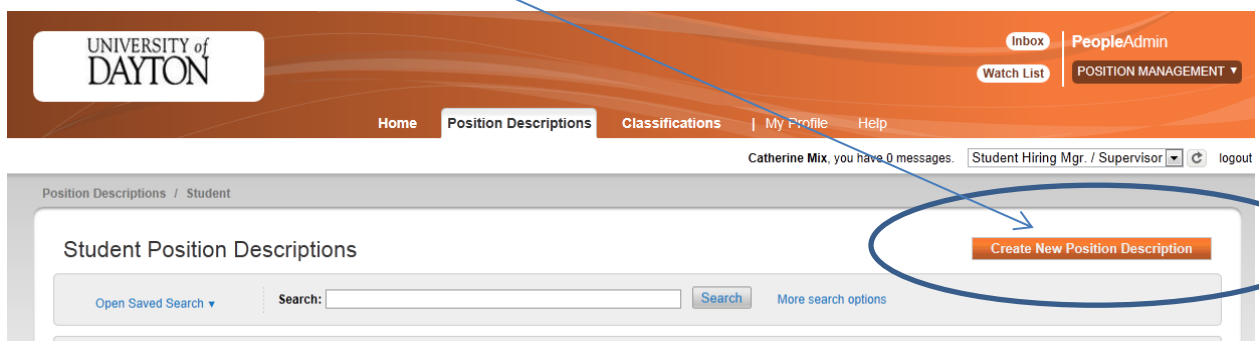 UNIVERSITY of
DAYTON
Inbox
PeopleAdmin
Watch List
POSITION MANAGEMENT
Home Position Descriptions Classifications | My Profile Help
Catherine Mix, you have 0 messages. Student Hiring Mgr. / Supervisor logout
Position Descriptions / Student
Student Position Descriptions
Create New Position Description
Open Saved Search Search: Search More search options